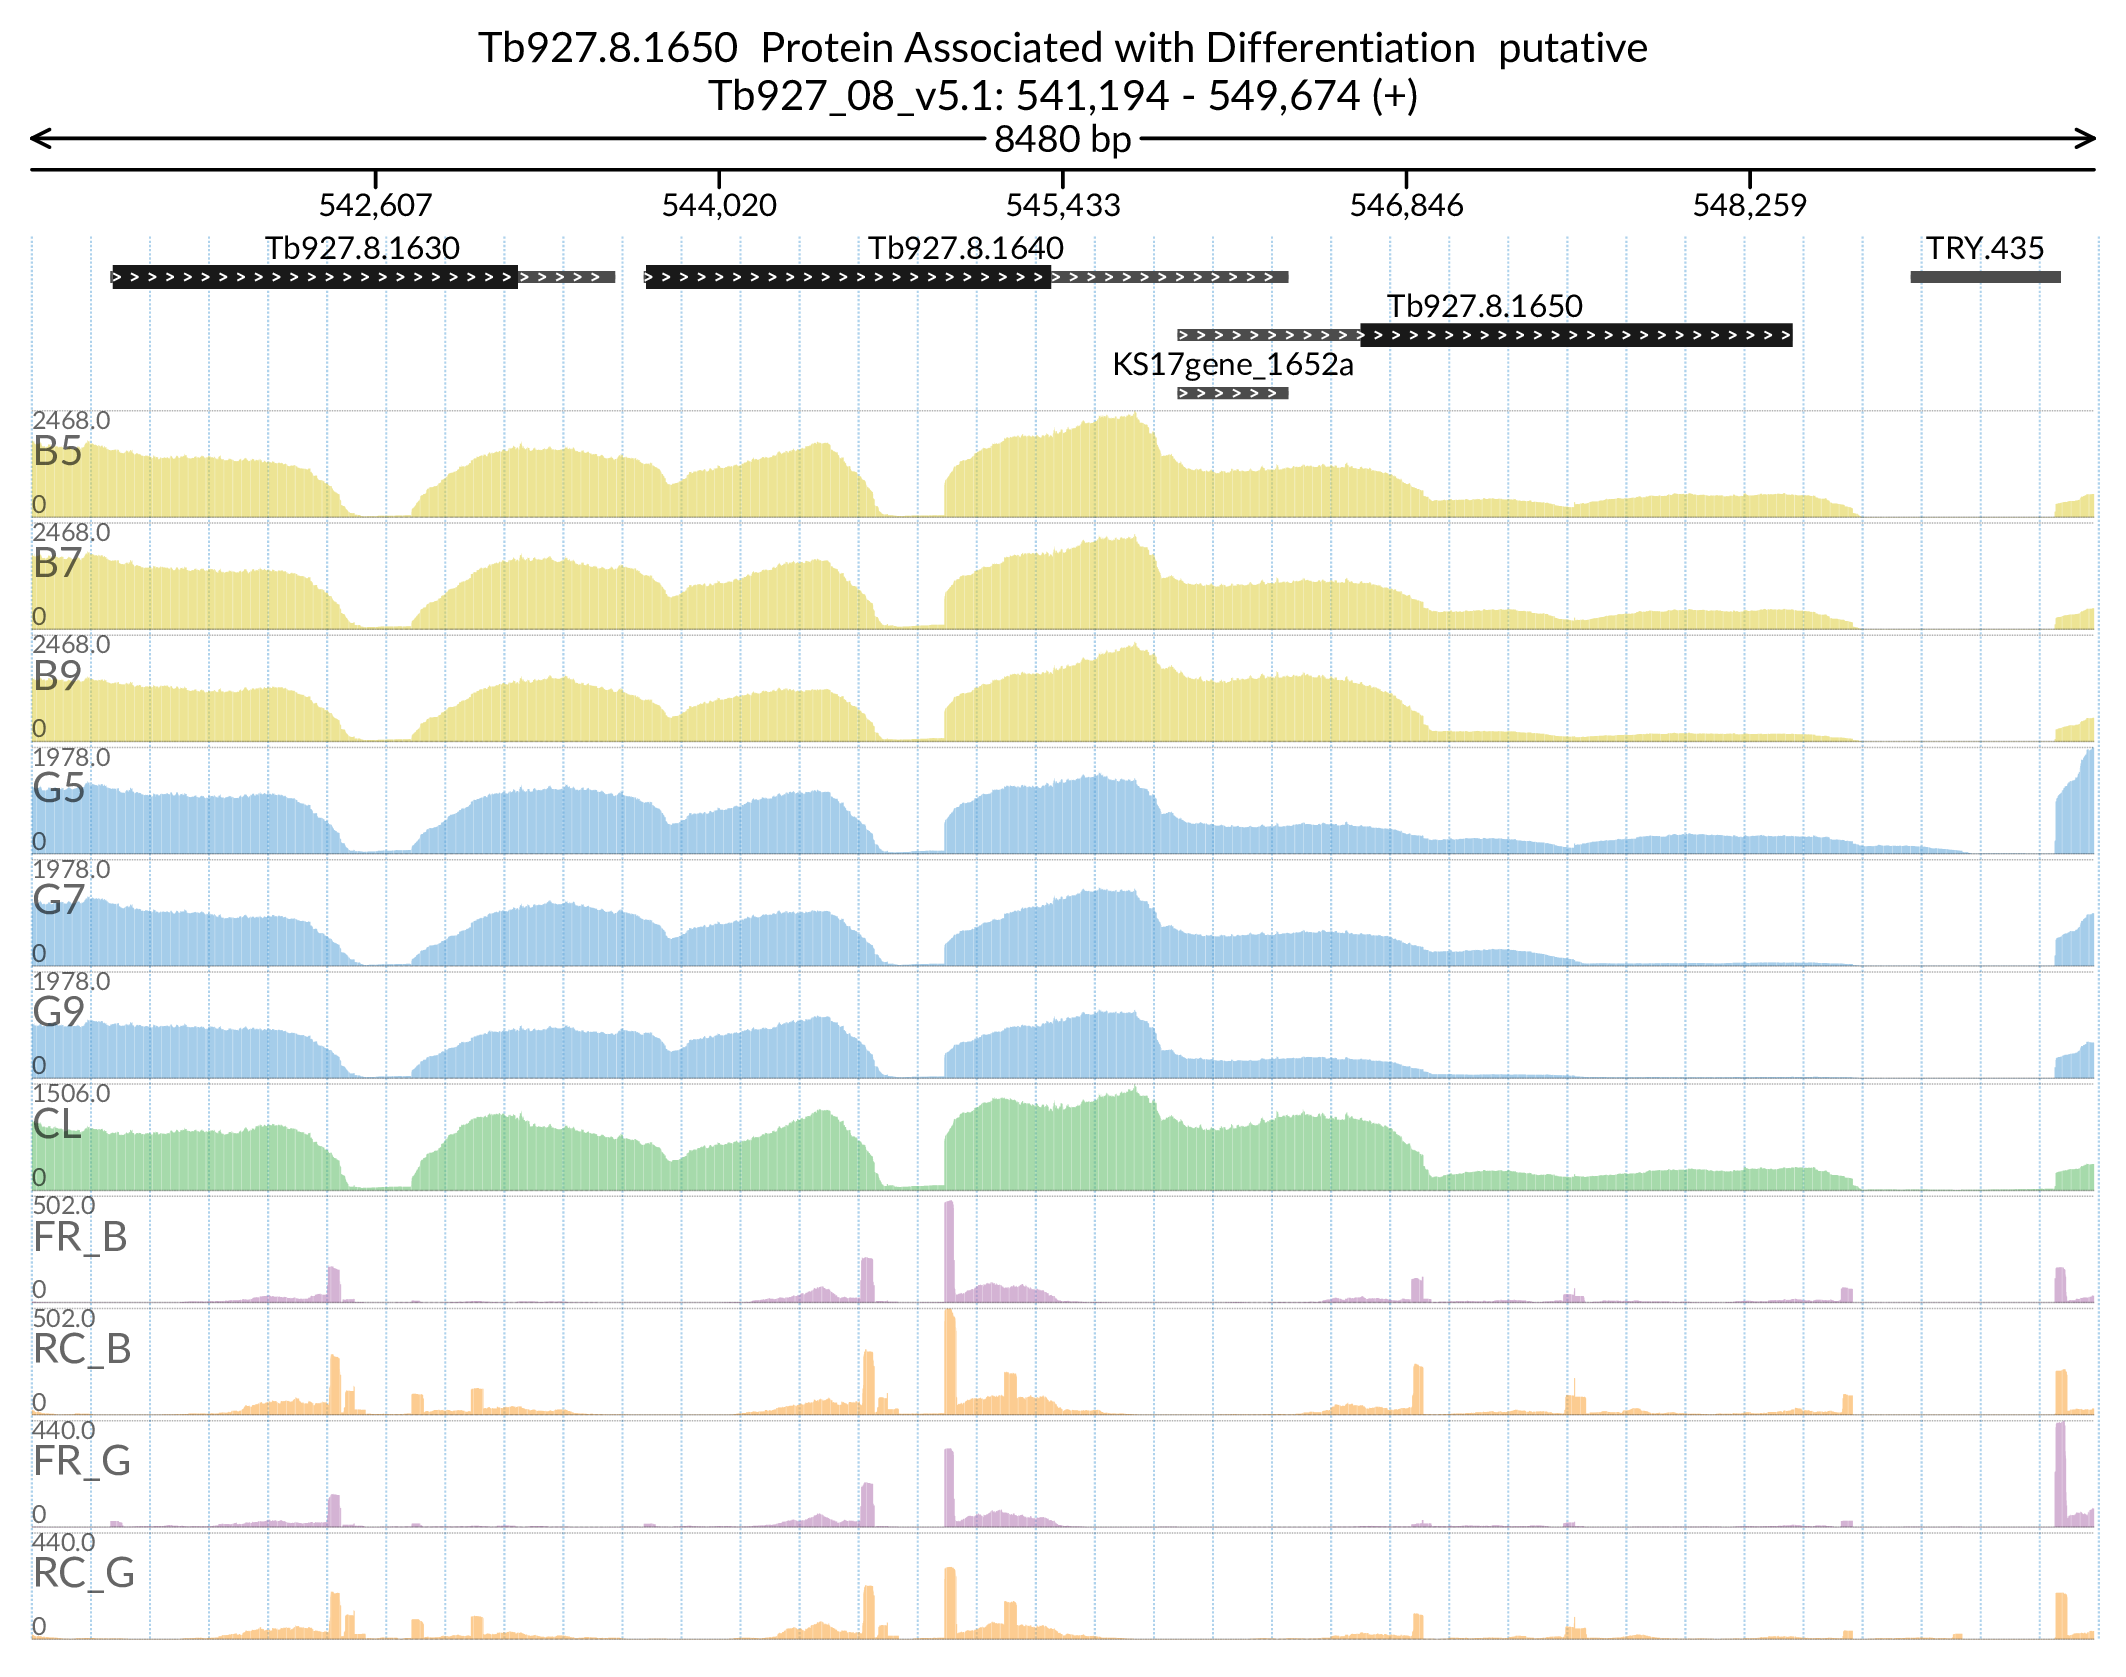 Tb927.8.1650 Protein Associated with Differentiation putative
Tb927_08_v5.1: 541,194 - 549,674 (+)
8480 bp
542,607 544,020 545,433 546,846 548,259
Tb927.8.1630 Tb927.8.1640 TRY.435
Tb927.8.1650
KS17gene_1652a
2468.0
B5
0
2468.0
B7
0
2468.0
B9
0
1978.0
G5
0
1978.0
G7
0
1978.0
G9
0
1506.0
CL
0
502.0
FR_B
0
502.0
RC_B
0
440.0
FR_G
0
440.0
RC_G
0